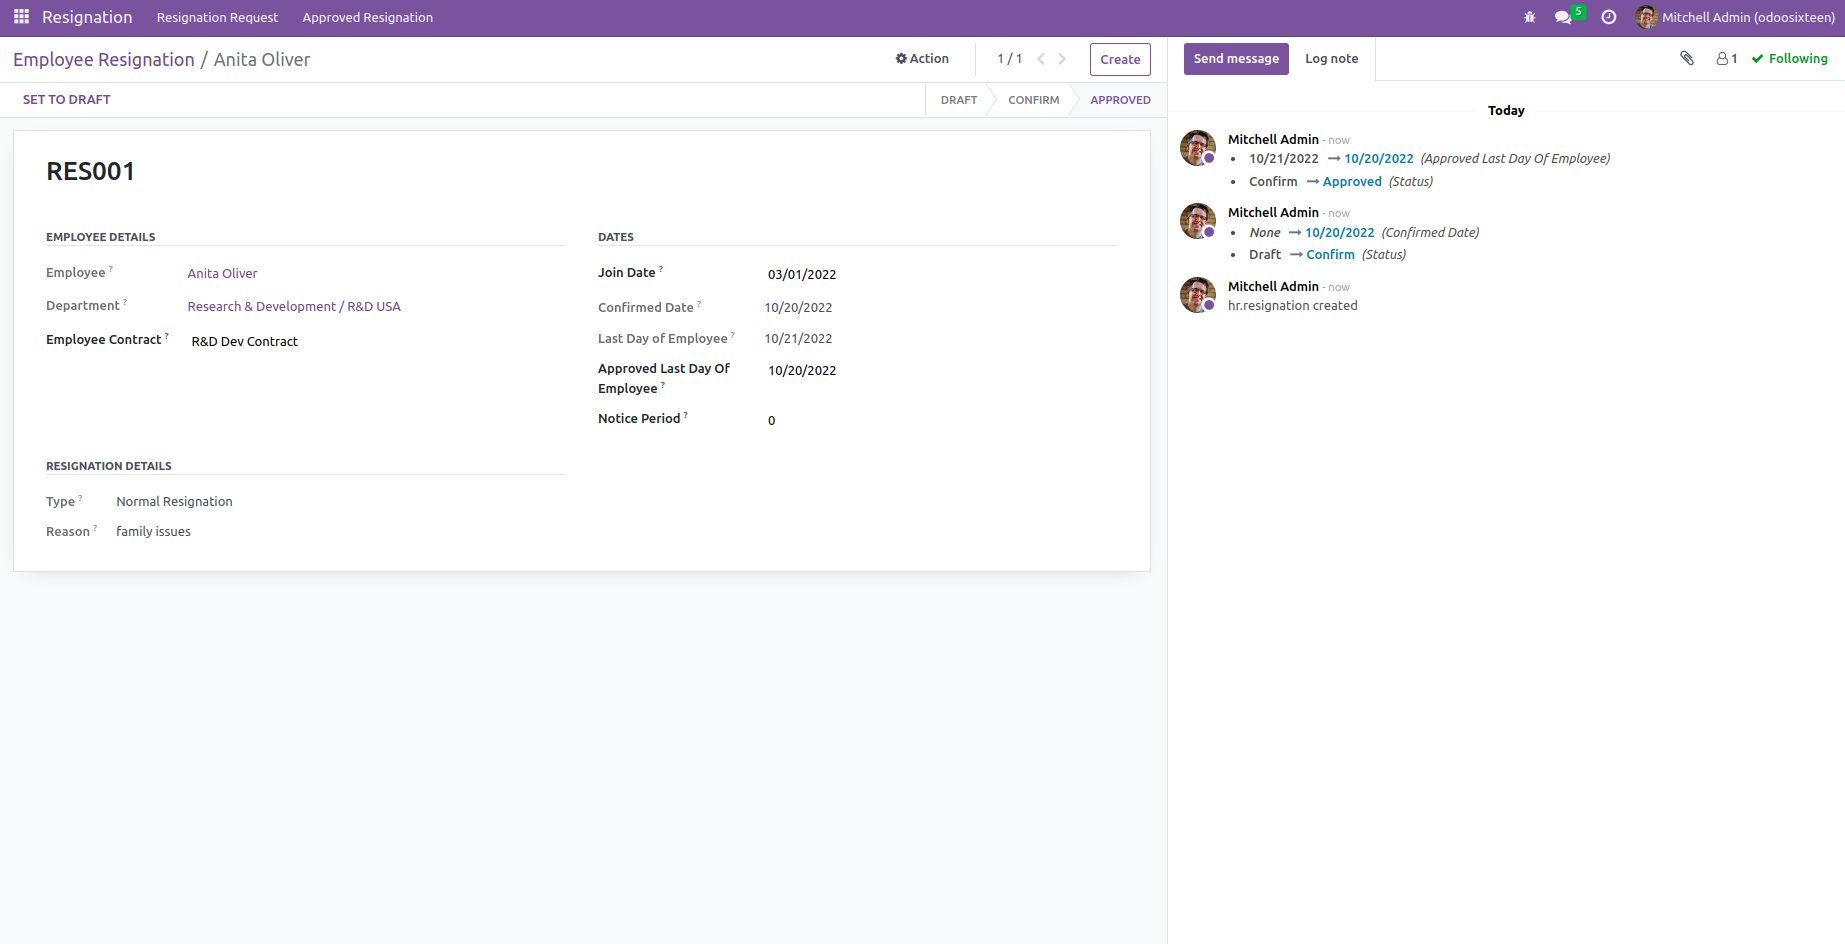 Resignation Resignation Request Approved Resignation 5 Mitchell Admin (odoosixteen)
Employee Resignation / Anita Oliver Action 1 / 1 Create
SET TO DRAFT DRAFT CONFIRM APPROVED
RES001
EMPLOYEE DETAILS
Employee ? Anita Oliver
Department ? Research & Development / R&D USA
Employee Contract ? R&D Dev Contract
DATES
Join Date ? 03/01/2022
Confirmed Date ? 10/20/2022
Last Day of Employee ? 10/21/2022
Approved Last Day Of 10/20/2022
Employee ?
Notice Period ? 0
RESIGNATION DETAILS
Type ? Normal Resignation
Reason ? family issues
Send message Log note 1 Following
Today
Mitchell Admin - now
• 10/21/2022 → 10/20/2022 (Approved Last Day Of Employee)
• Confirm → Approved (Status)
Mitchell Admin - now
• None → 10/20/2022 (Confirmed Date)
• Draft → Confirm (Status)
Mitchell Admin - now
hr.resignation created